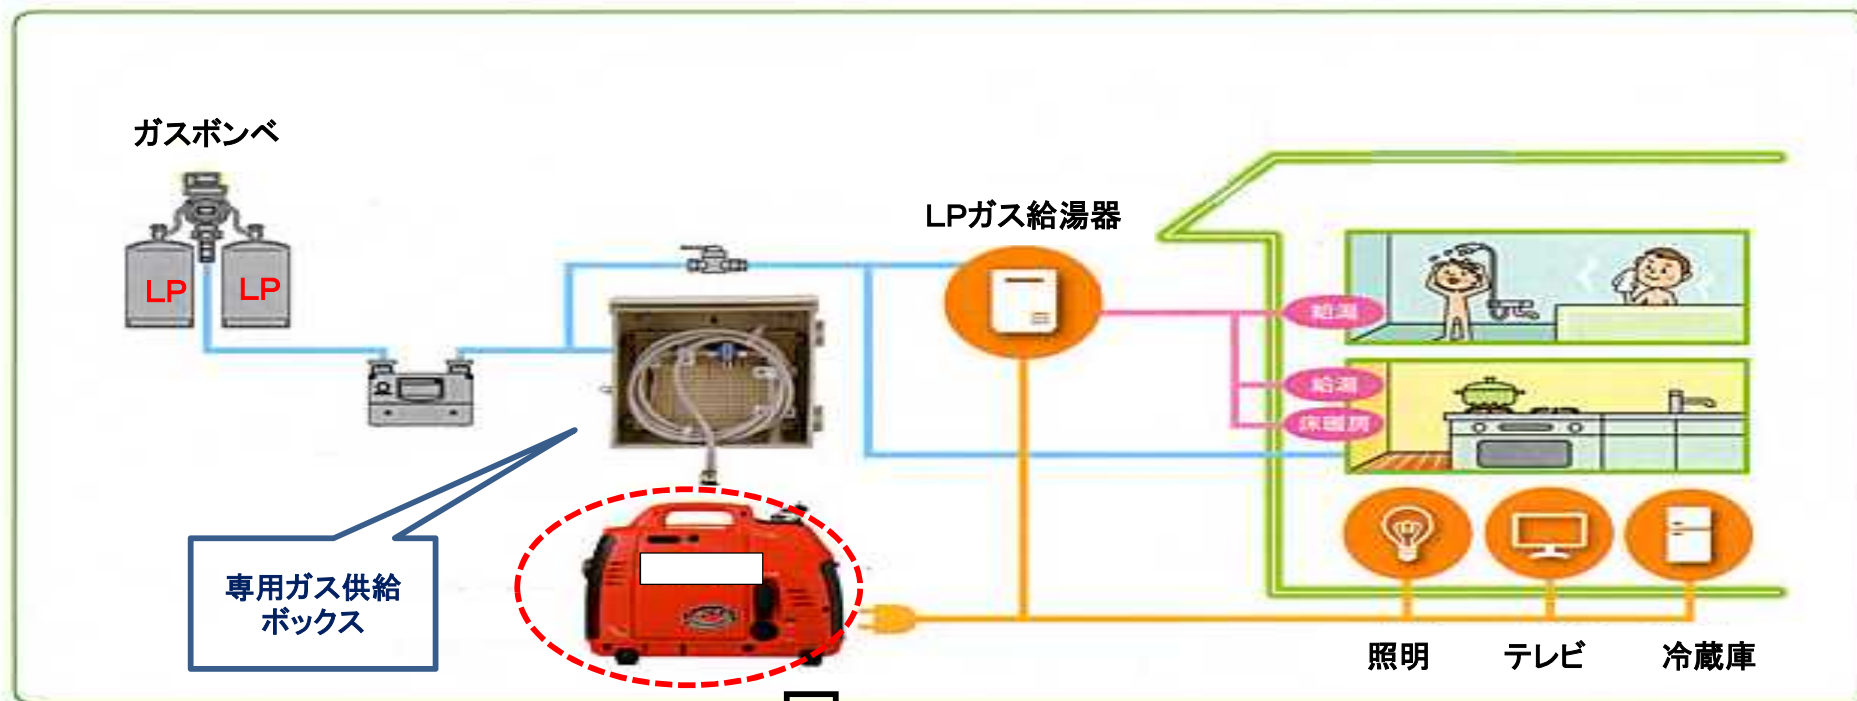 ガスボンベ
LP
LP
LPガス給湯器
給湯
給湯
床暖房
専用ガス供給
ボックス
照明
テレビ
冷蔵庫